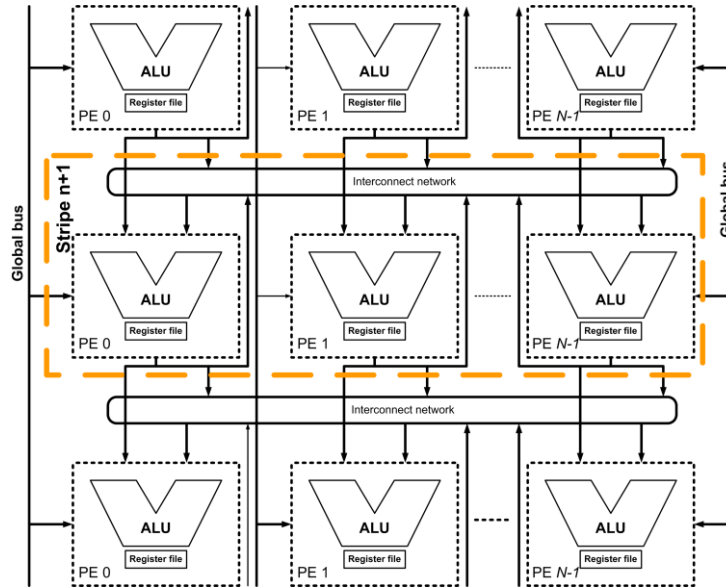 ALU
Register file
PE 0
ALU
Register file
PE 1
ALU
Register file
PE N-1
Global bus
Stripe n+1
Interconnect network
Global bus
ALU
Register file
PE 0
ALU
Register file
PE 1
ALU
Register file
PE N-1
Interconnect network
ALU
Register file
PE 0
ALU
Register file
PE 1
ALU
Register file
PE N-1